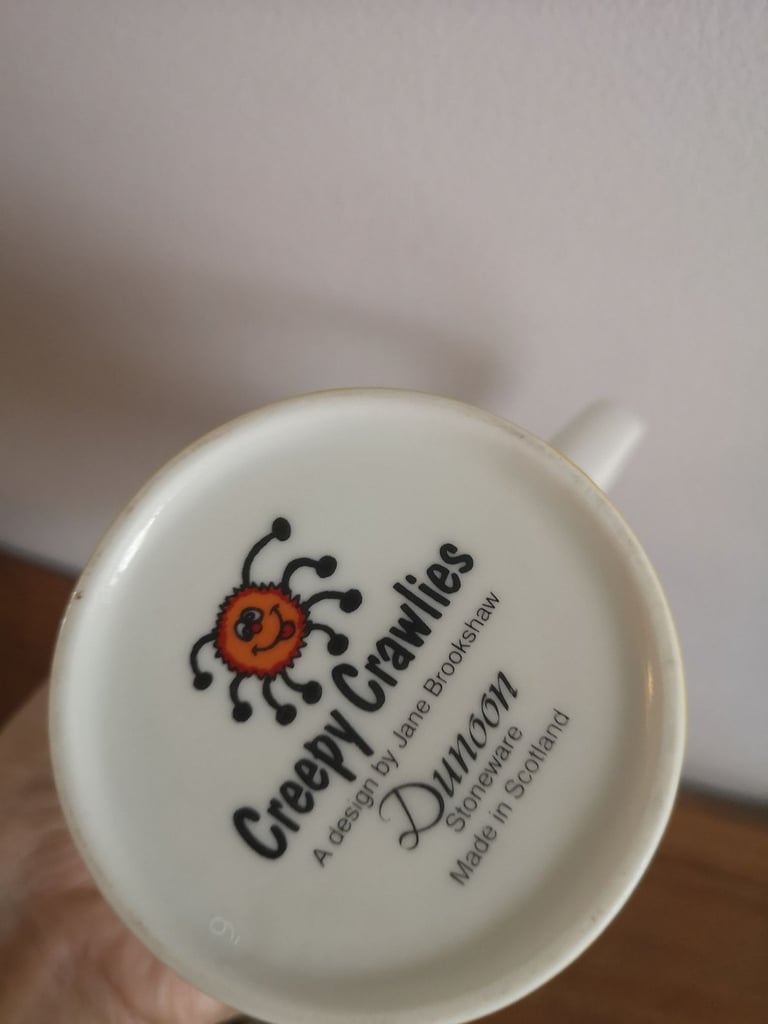 Creepy Crawlies
A design by Jane Brookshaw
Dunoon
Stoneware
Made in Scotland